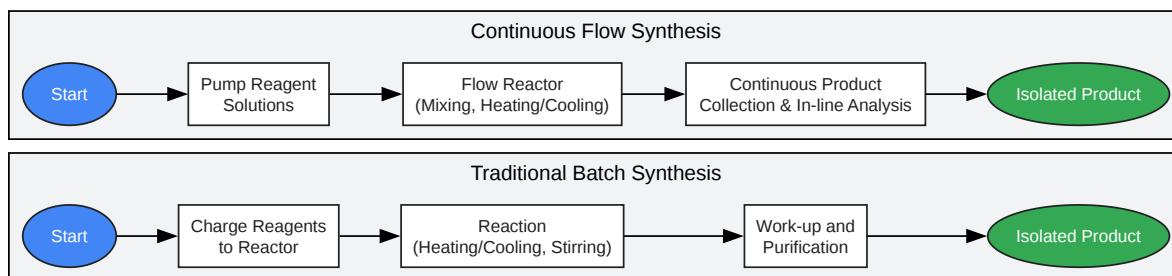 Continuous Flow Synthesis
Start
Pump Reagent
Solutions
Flow Reactor
(Mixing, Heating/Cooling)
Continuous Product
Collection & In-line Analysis
Isolated Product
Traditional Batch Synthesis
Start
Charge Reagents
to Reactor
Reaction
(Heating/Cooling, Stirring)
Work-up and
Purification
Isolated Product